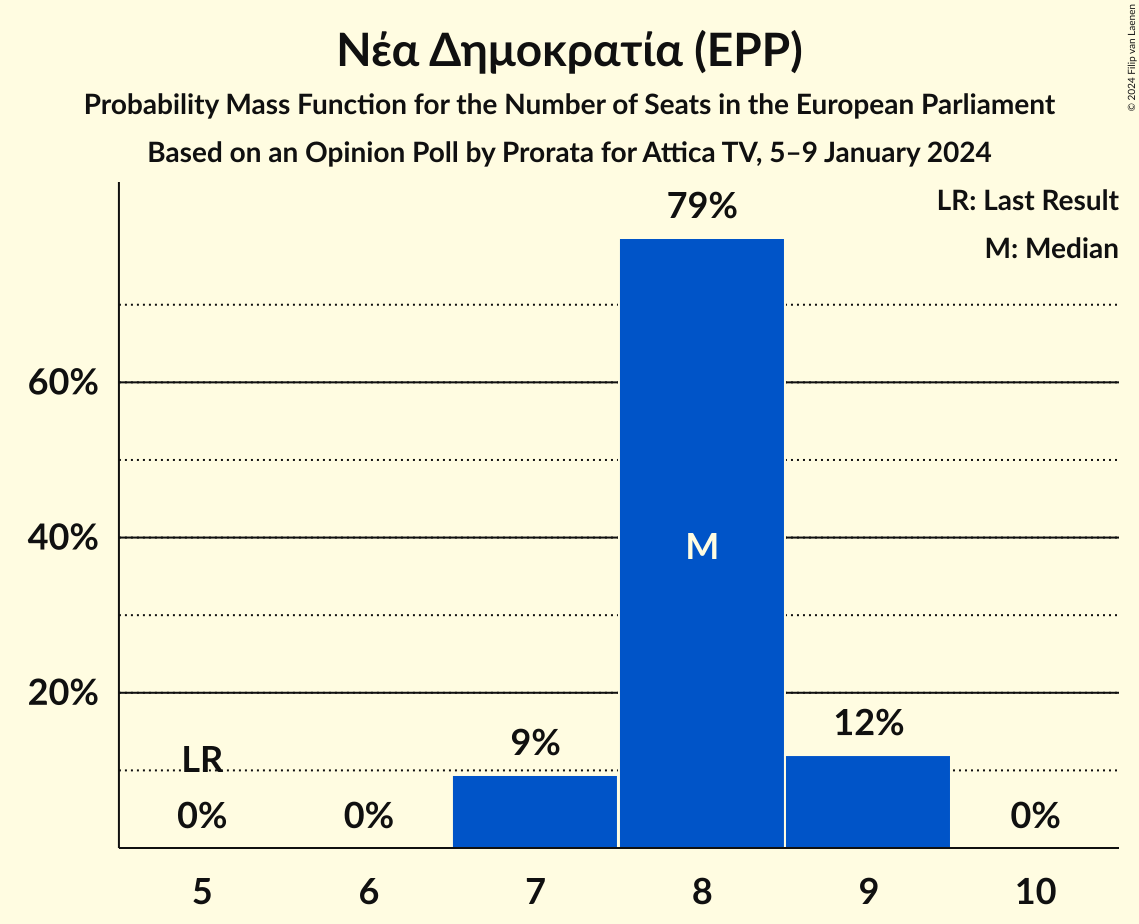 Νέα Δημοκρατία (EPP)
Probability Mass Function for the Number of Seats in the European Parliament
Based on an Opinion Poll by Prorata for Attica TV, 5–9 January 2024
© 2024 Filip van Laenen
LR: Last Result
M: Median
79%
60%
40%
M
20%
12%
9%
LR
0%
0%
0%
5
6
7
8
9
10